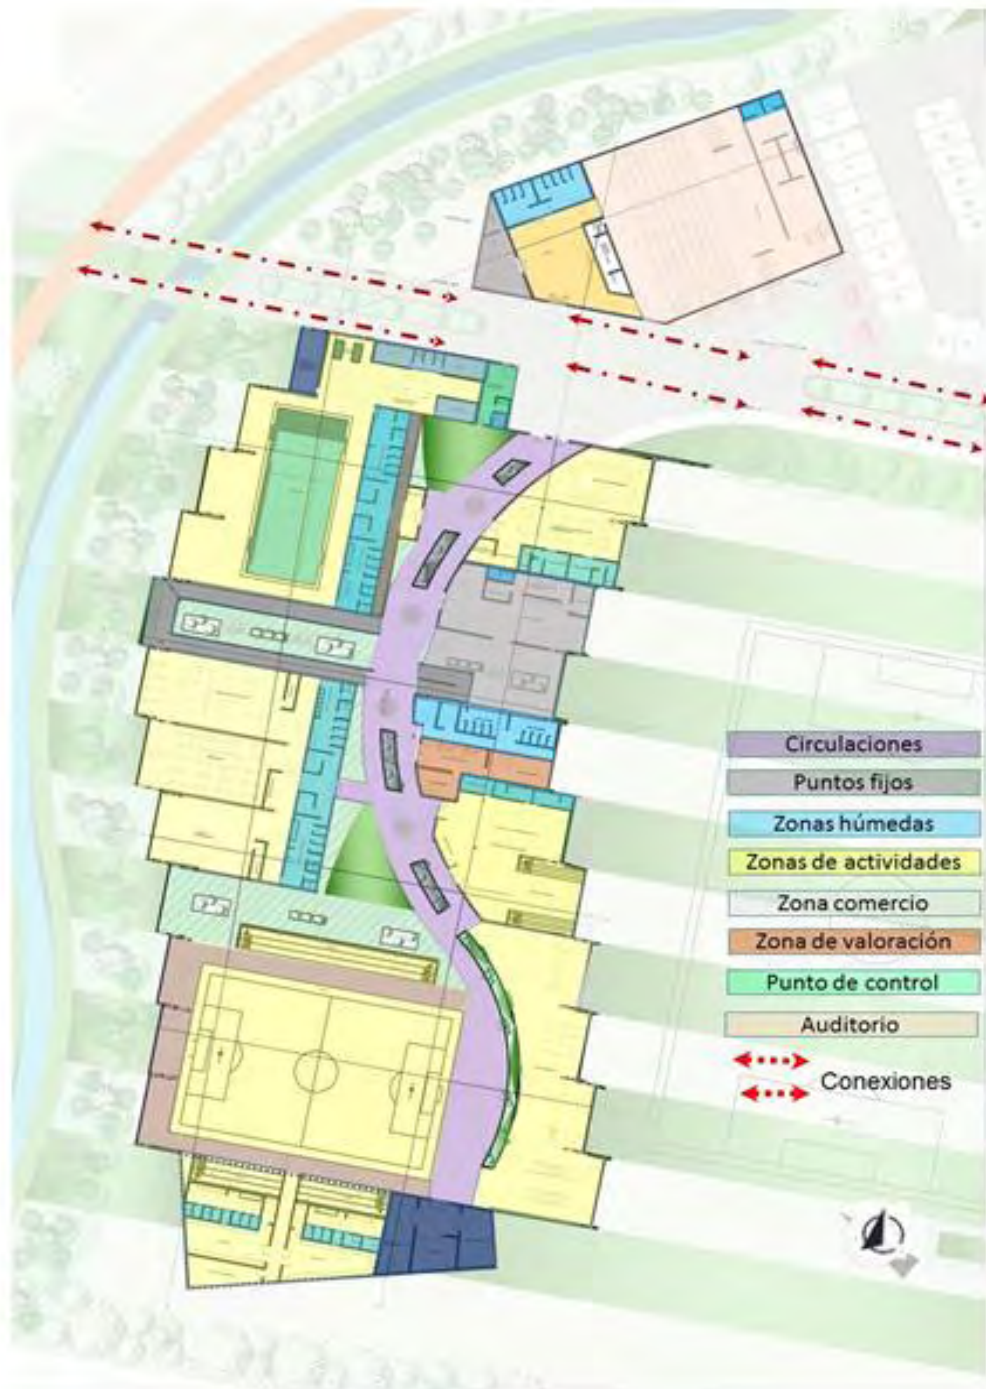 Circulaciones
Puntos fijos
Zonas húmedas
Zonas de actividades
Zona comercio
Zona de valoración
Punto de control
Auditorio
Conexiones